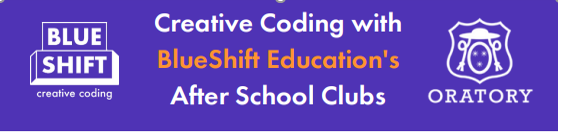 BLUE
SHIFT
creative coding
Creative Coding with
BlueShift Education's
After School Clubs
ORATORY